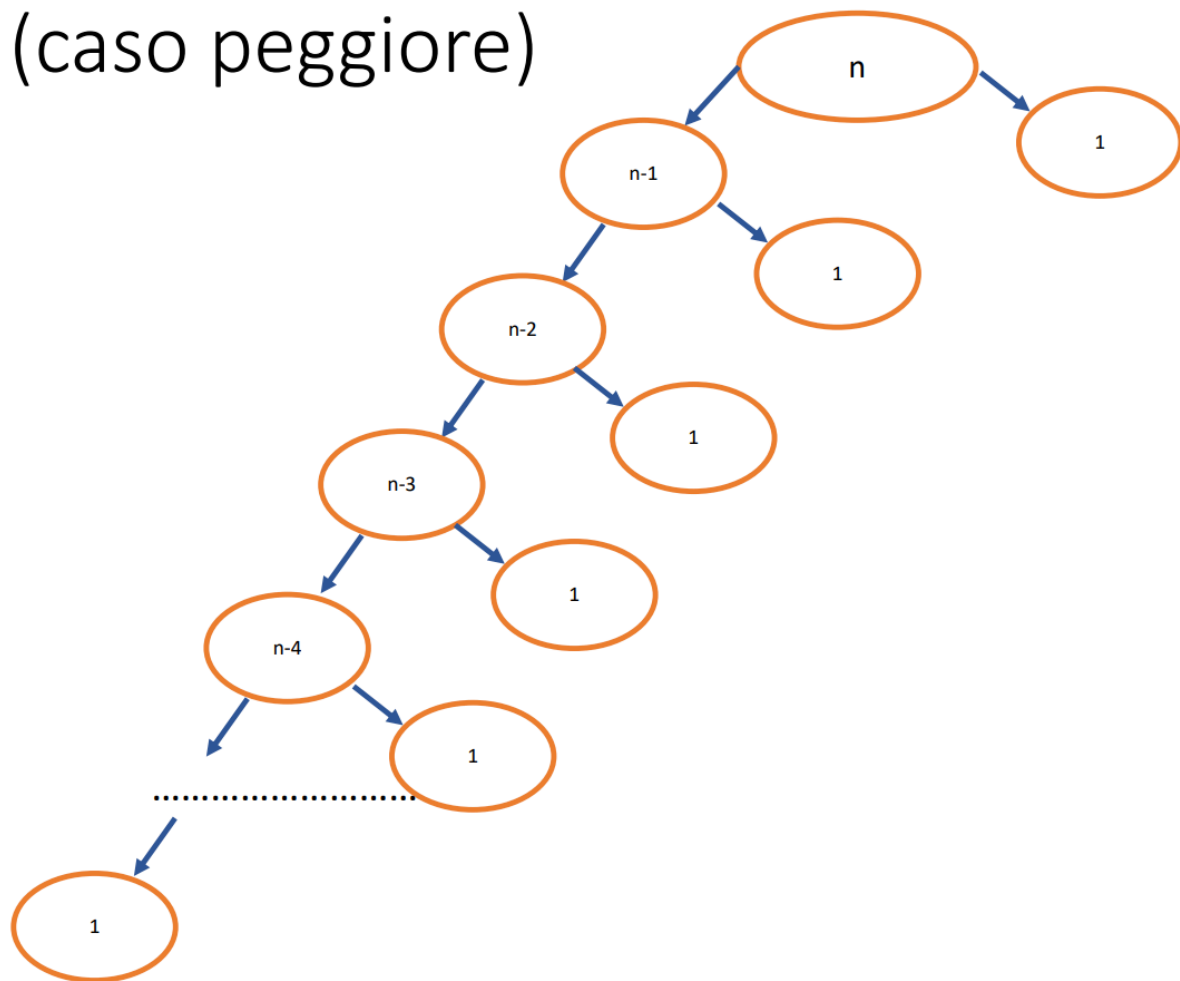 (caso peggiore)
n
1
n-1
1
n-2
1
n-3
1
n-4
1
...........................
1